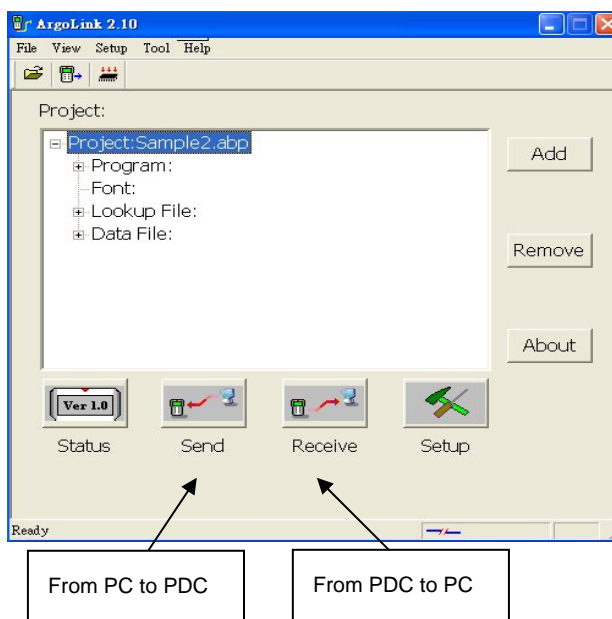 ArgoLink 2.10
File View Setup Tool Help
Project:
Project:Sample2.abp
Program:
Font:
Lookup File:
Data File:
Add
Remove
About
Ver 1.0
Status Send Receive Setup
Ready
From PC to PDC From PDC to PC